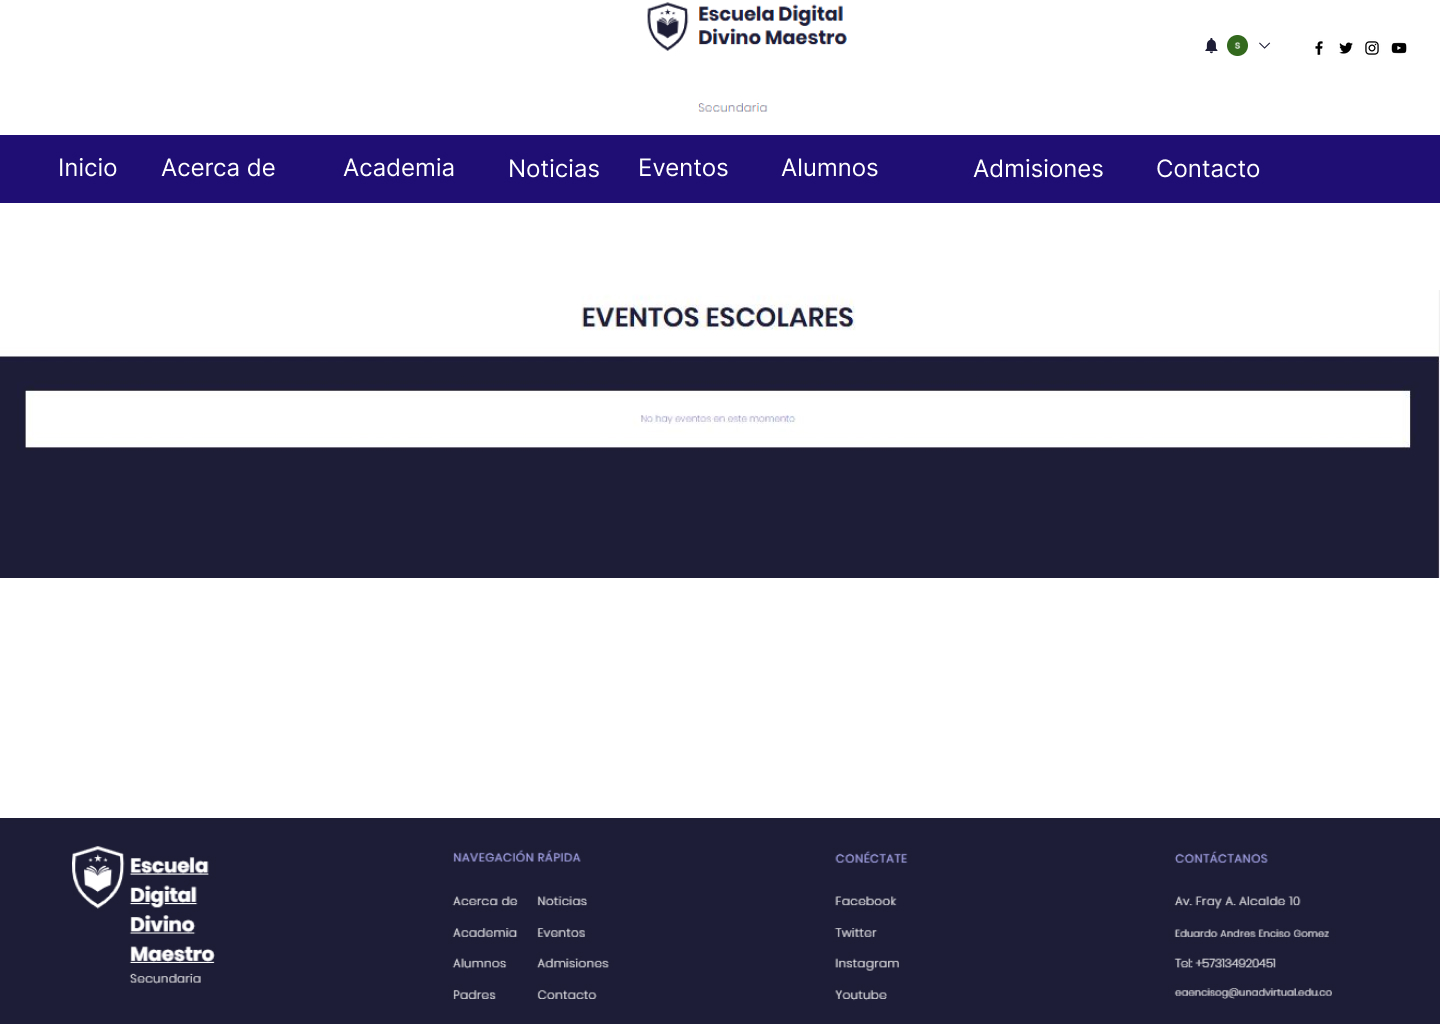 Escuela Digital
Divino Maestro
S
Secundaria
Inicio Acerca de Academia Noticias Eventos Alumnos Admisiones Contacto
EVENTOS ESCOLARES
No hay eventos en este momento
Escuela
Digital
Divino
Maestro
Secundaria
NAVEGACIÓN RÁPIDA
Acerca de Noticias
Academia Eventos
Alumnos Admisiones
Padres Contacto
CONÉCTATE
Facebook
Twitter
Instagram
Youtube
CONTÁCTANOS
Av. Fray A. Alcalde 10
Eduardo Andres Enciso Gomez
Tel: +573134920451
eaencisog@unadvirtual.edu.co